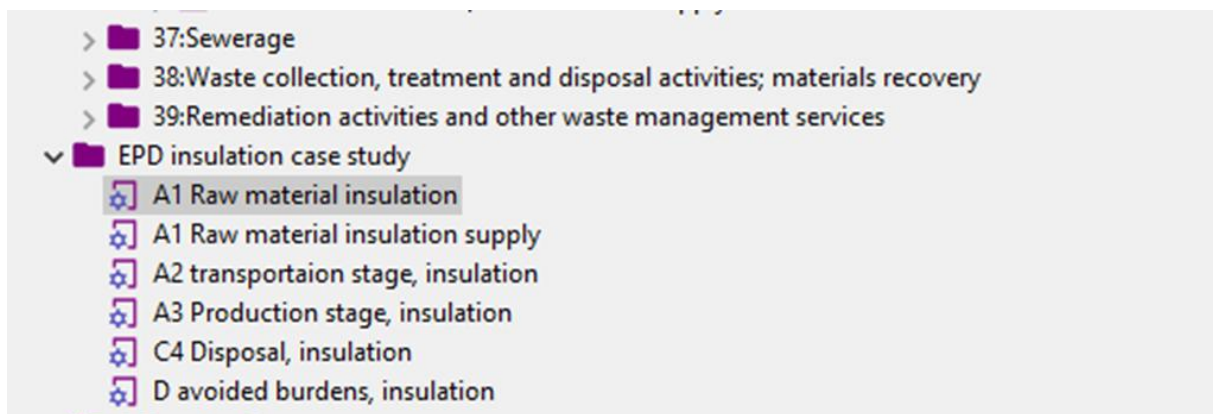 37:Sewerage
38:Waste collection, treatment and disposal activities; materials recovery
39:Remediation activities and other waste management services
EPD insulation case study
A1 Raw material insulation
A1 Raw material insulation supply
A2 transportaion stage, insulation
A3 Production stage, insulation
C4 Disposal, insulation
D avoided burdens, insulation